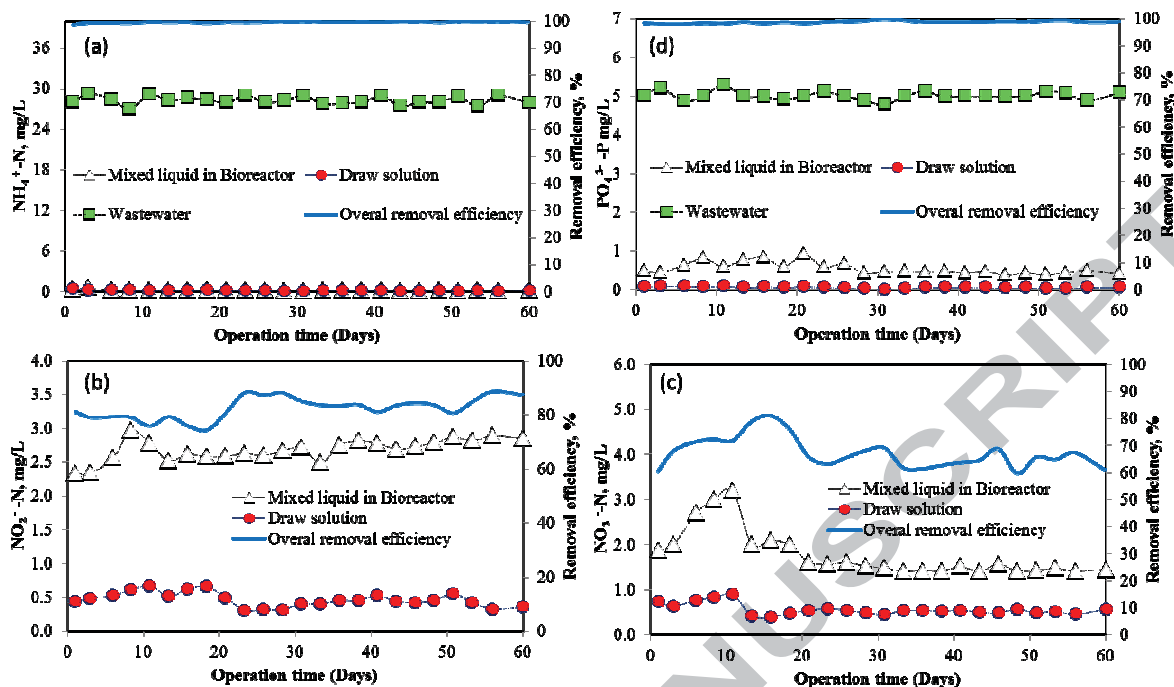 (a)
NH₄⁺-N, mg/L
36
30
24
18
12
6
0
100
90
80
70
60
50
40
30
20
10
0
Removal efficiency, %
Mixed liquid in Bioreactor
Draw solution
Wastewater
Overal removal efficiency
0 10 20 30 40 50 60
Operation time (Days)
(d)
PO₄³⁻ -P mg/L
7
6
5
4
3
2
1
0
100
90
80
70
60
50
40
30
20
10
0
Removal efficiency, %
Mixed liquid in Bioreactor
Draw solution
Wastewater
Overal removal efficiency
0 10 20 30 40 50 60
Operation time (Days)
(b)
NO₂⁻ -N, mg/L
4.0
3.5
3.0
2.5
2.0
1.5
1.0
0.5
0.0
100
80
60
40
20
0
Removal efficiency, %
Mixed liquid in Bioreactor
Draw solution
Overal removal efficiency
0 10 20 30 40 50 60
Operation time (Days)
(c)
NO₃⁻ -N, mg/L
6.0
5.0
4.0
3.0
2.0
1.0
0.0
100
90
80
70
60
50
40
30
20
10
0
Removal efficiency, %
Mixed liquid in Bioreactor
Draw solution
Overal removal efficiency
0 10 20 30 40 50 60
Operation time (Days)
NUSCRIPT